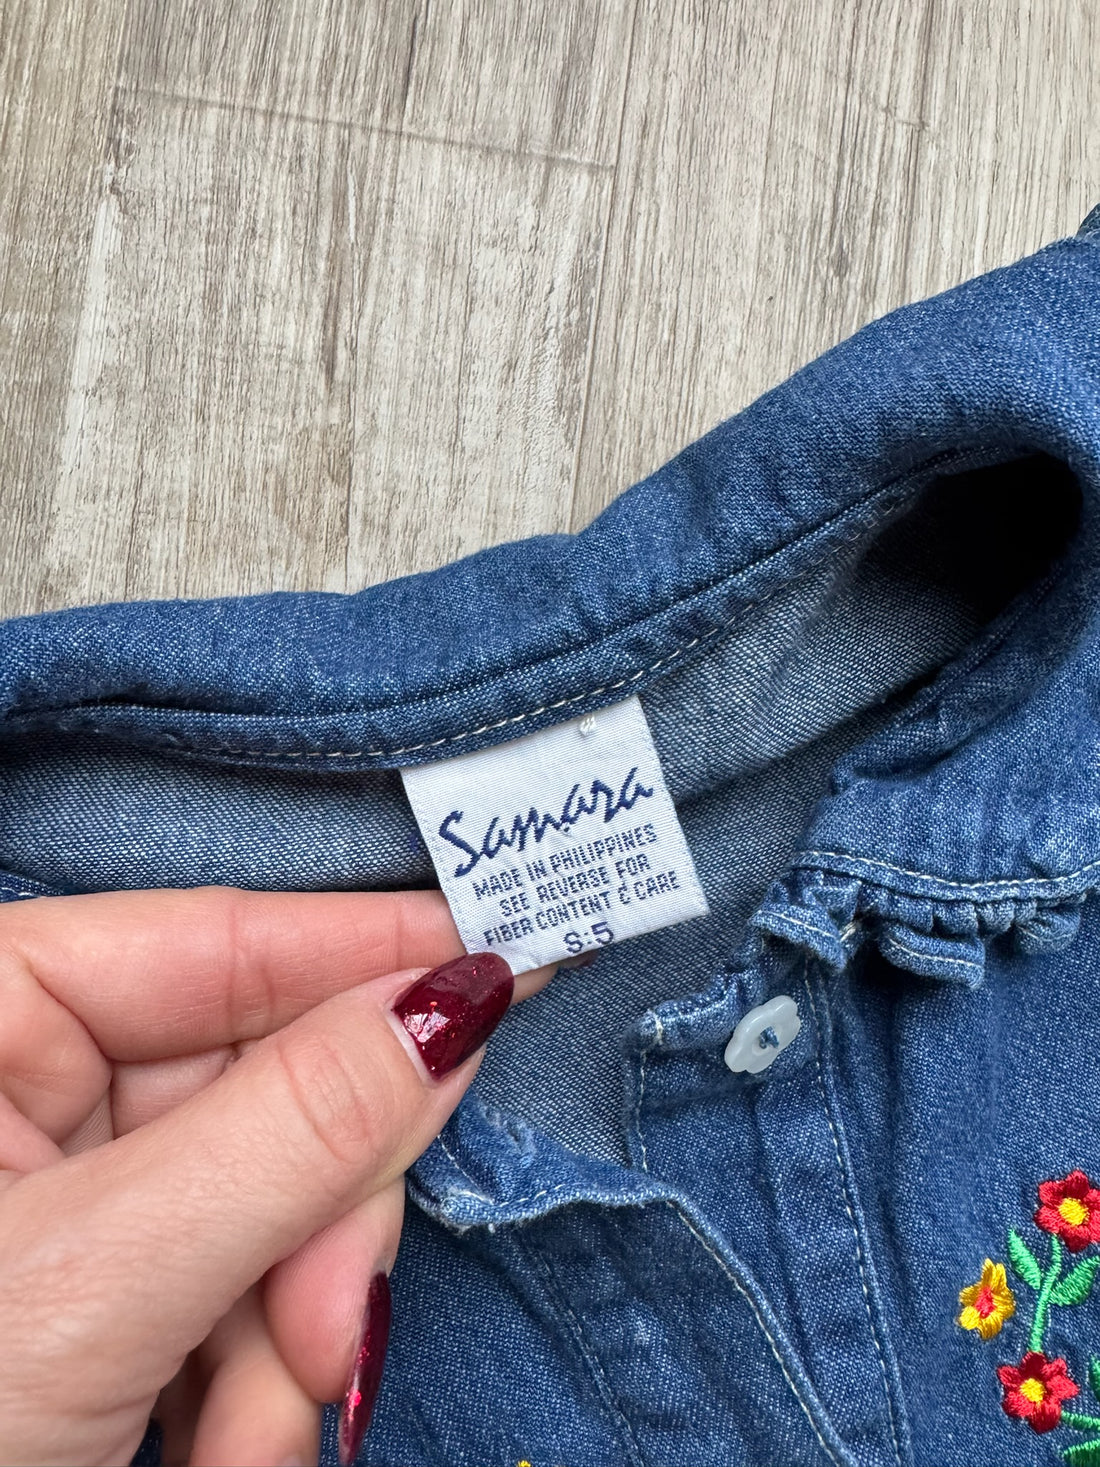 Samara
MADE IN PHILIPPINES
SEE REVERSE FOR
FIBER CONTENT & CARE
S:5